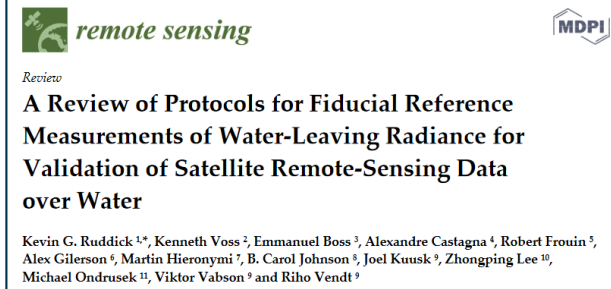 remote sensing
MDPI
Review
A Review of Protocols for Fiducial Reference
Measurements of Water-Leaving Radiance for
Validation of Satellite Remote-Sensing Data
over Water
Kevin G. Ruddick 1,*, Kenneth Voss 2, Emmanuel Boss 3, Alexandre Castagna 4, Robert Frouin 5,
Alex Gilerson 6, Martin Hieronymi 7, B. Carol Johnson 8, Joel Kuusk 9, Zhongping Lee 10,
Michael Ondrusek 11, Viktor Vabson 9 and Riho Vendt 9